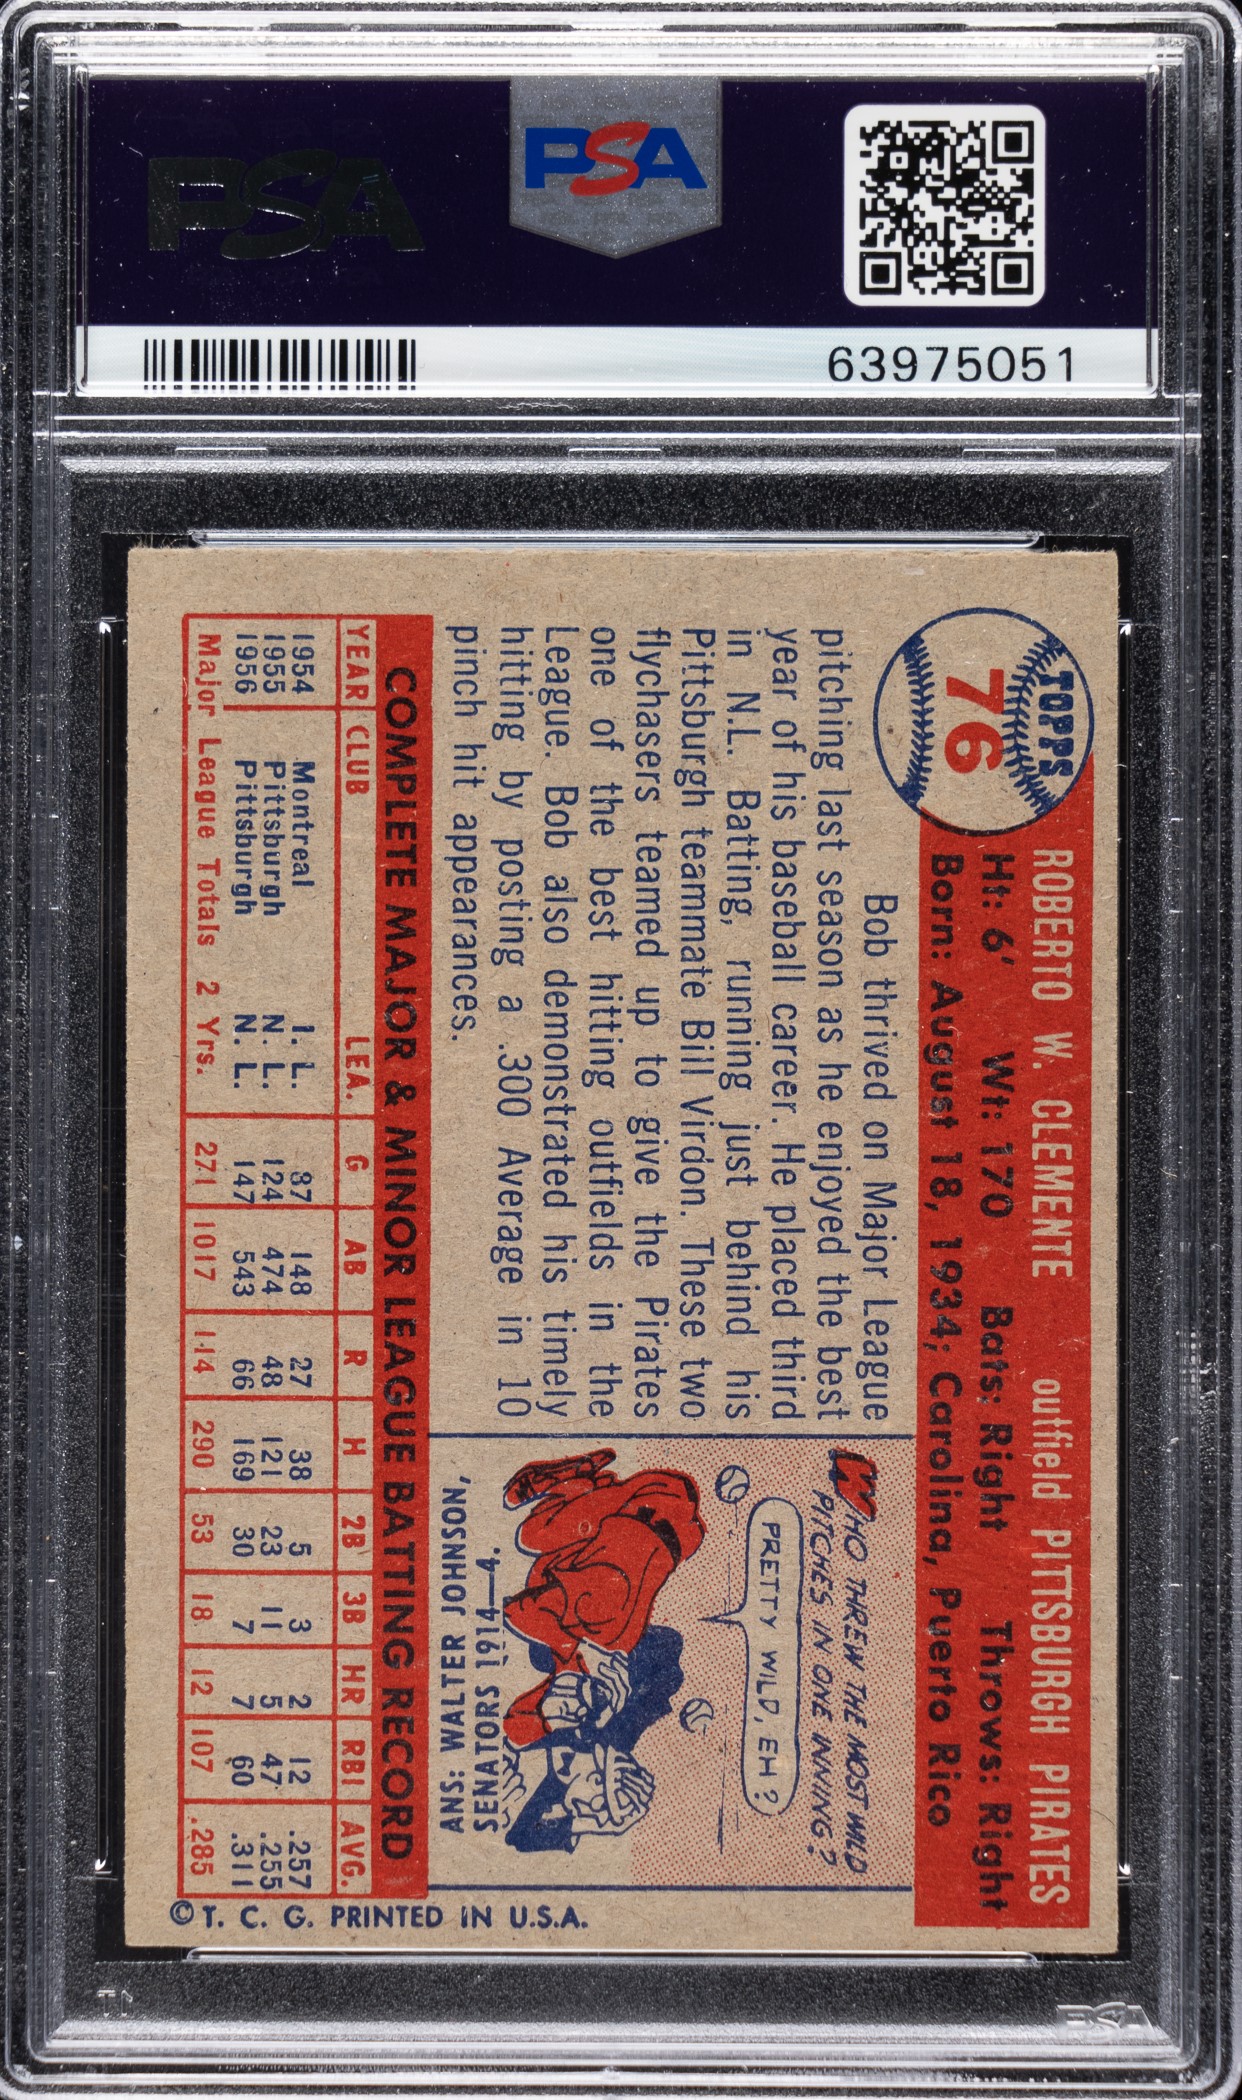 PSA
PSA
63975051
TOPPS
76
ROBERTO W. CLEMENTE outfield PITTSBURGH PIRATES
Ht: 6' Wt: 170 Bats: Right Throws: Right
Born: August 18, 1934; Carolina, Puerto Rico
Bob thrived on Major League
pitching last season as he enjoyed the best
year of his baseball career. He placed third
in N.L. Batting, running just behind his
Pittsburgh teammate Bill Virdon. These two
flychasers teamed up to give the Pirates
one of the best hitting outfields in the
League. Bob also demonstrated his timely
hitting by posting a .300 Average in 10
pinch hit appearances.
WHO THREW THE MOST WILD
PITCHES IN ONE INNING?
PRETTY WILD, EH?
ANS: WALTER JOHNSON,
SENATORS 1914—4.
COMPLETE MAJOR & MINOR LEAGUE BATTING RECORD
YEAR CLUB LEA. G AB R H 2B 3B HR RBI AVG.
1954 Montreal I. L. 87 148 27 38 5 3 2 12 .257
1955 Pittsburgh N. L. 124 474 48 121 23 11 5 47 .255
1956 Pittsburgh N. L. 147 543 66 169 30 7 7 60 .311
Major League Totals 2 Yrs. 271 1017 114 290 53 18 12 107 .285
© T. C. G. PRINTED IN U.S.A.
PSA